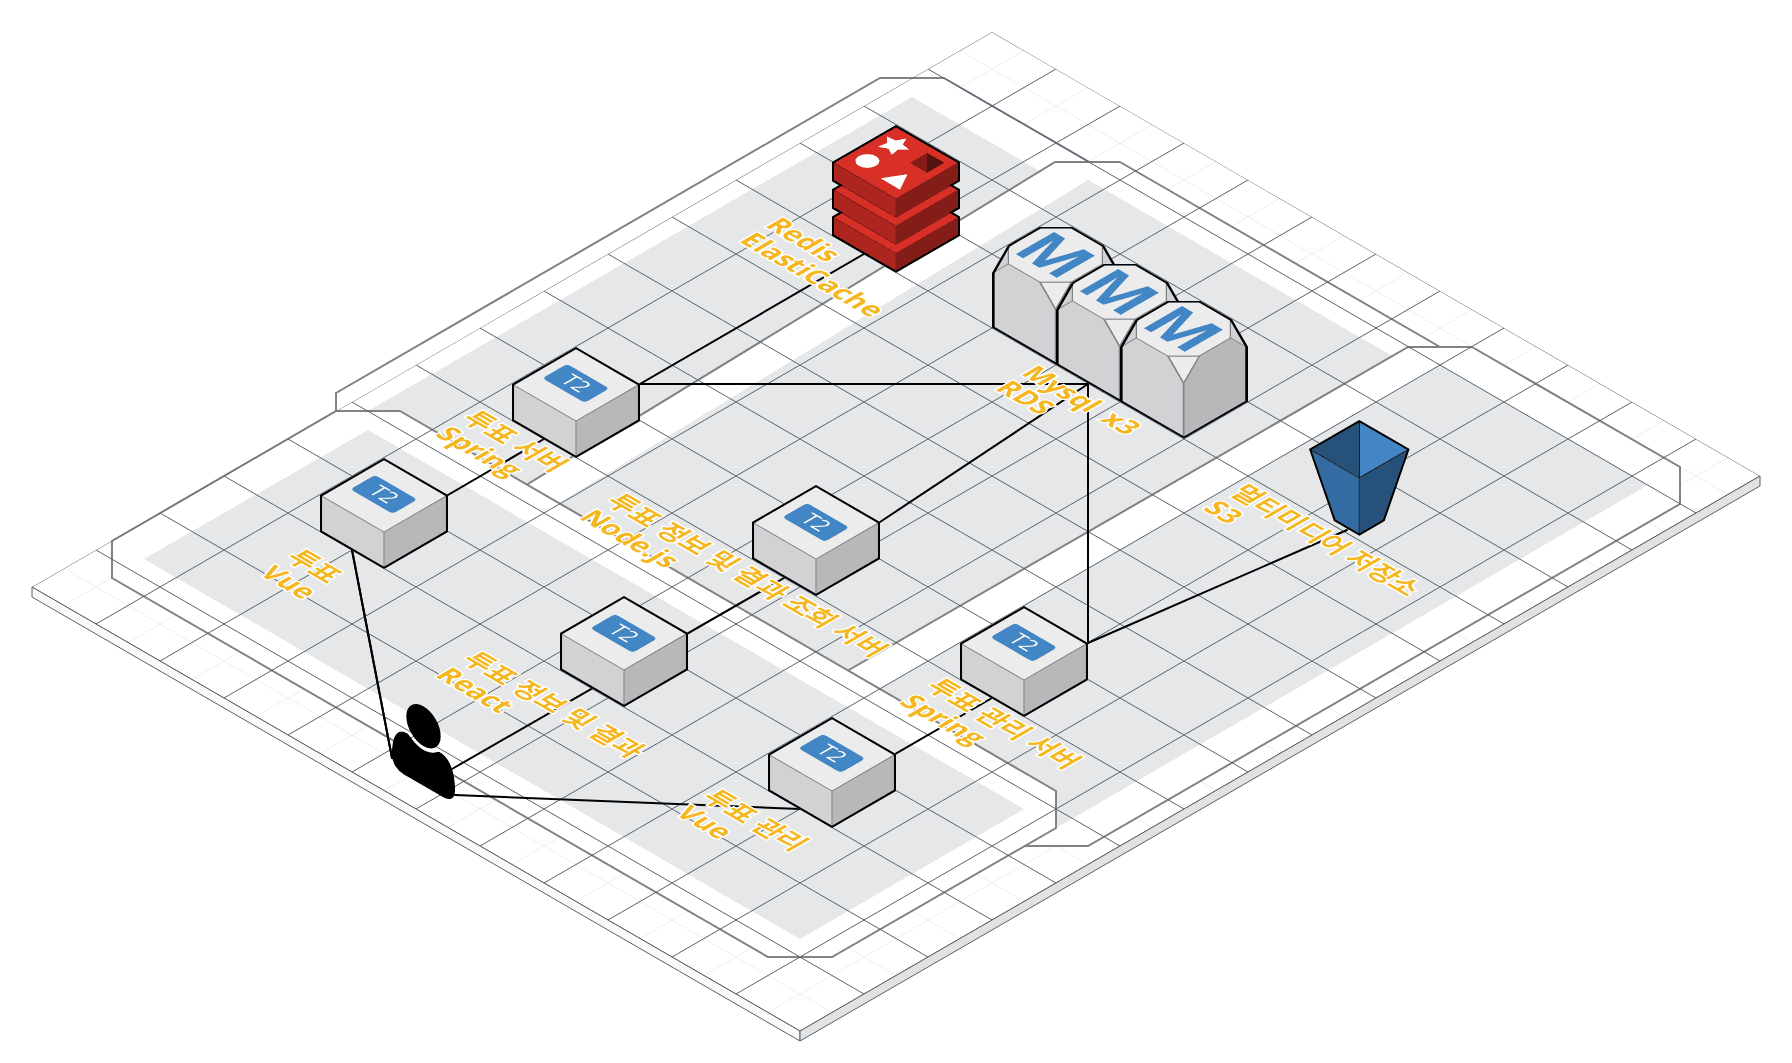 Redis
ElastiCache
M
M
M
Mysql x3
RDS
T2
투표 서버
Spring
T2
투표
Vue
T2
투표 정보 및 결과 조회 서버
Node.js
멀티미디어 저장소
S3
T2
투표 정보 및 결과
React
T2
투표 관리 서버
Spring
T2
투표 관리
Vue